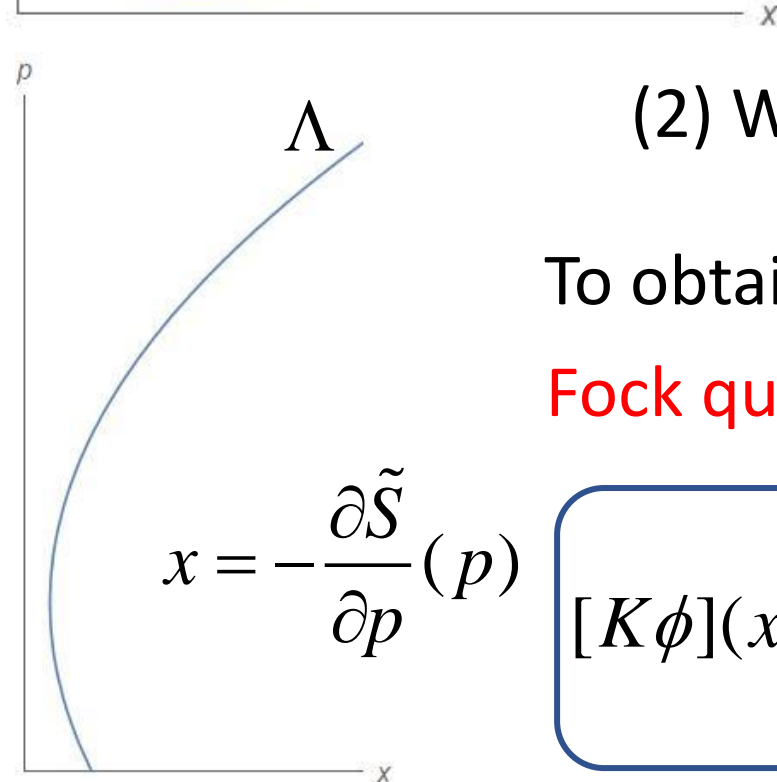 x
p
Λ
(2) W
To obtai
Fock qu
x = −∂S̃/∂p (p)
[Kϕ](x
x